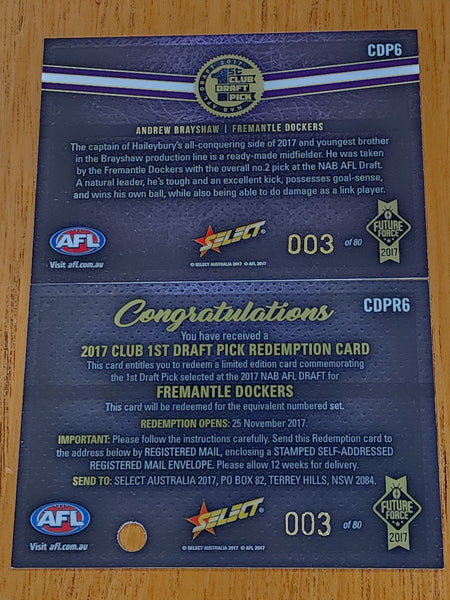 CDP6
NAB AFL DRAFT 2017
1ST CLUB DRAFT PICK
ANDREW BRAYSHAW | FREMANTLE DOCKERS
The captain of Haileybury's all-conquering side of 2017 and youngest brother
in the Brayshaw production line is a ready-made midfielder. He was taken
by the Fremantle Dockers with the overall no.2 pick at the NAB AFL Draft.
A natural leader, he's tough and an excellent kick, possesses goal-sense,
and wins his own ball, while also being able to do damage as a link player.
AFL
Visit afl.com.au
SELECT
© SELECT AUSTRALIA 2017 © AFL 2017
003 of 80
FUTURE
FORCE
2017
Congratulations
CDPR6
You have received a
2017 CLUB 1ST DRAFT PICK REDEMPTION CARD
This card entitles you to redeem a limited edition card commemorating
the 1st Draft Pick selected at the 2017 NAB AFL DRAFT for
FREMANTLE DOCKERS
This card will be redeemed for the equivalent numbered set.
REDEMPTION OPENS: 25 November 2017.
IMPORTANT: Please follow the instructions carefully. Send this Redemption card to
the address below by REGISTERED MAIL, enclosing a STAMPED SELF-ADDRESSED
REGISTERED MAIL ENVELOPE. Please allow 12 weeks for delivery.
SEND TO: SELECT AUSTRALIA 2017, PO BOX 82, TERREY HILLS, NSW 2084.
AFL
Visit afl.com.au
SELECT
© SELECT AUSTRALIA 2017 © AFL 2017
003 of 80
FUTURE
FORCE
2017